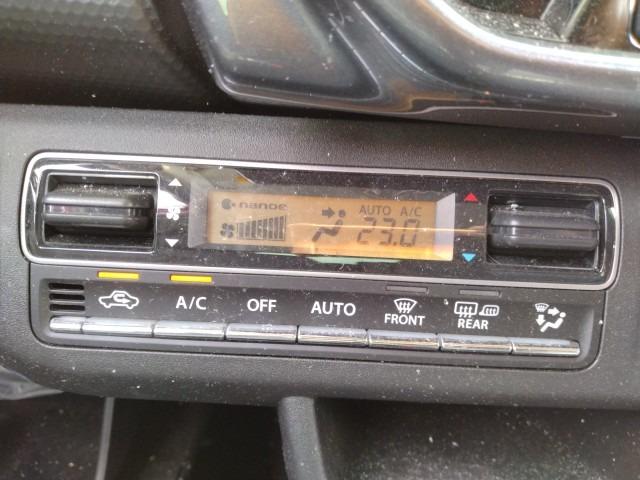 nanoe
AUTO A/C
23.0
A/C OFF AUTO FRONT REAR